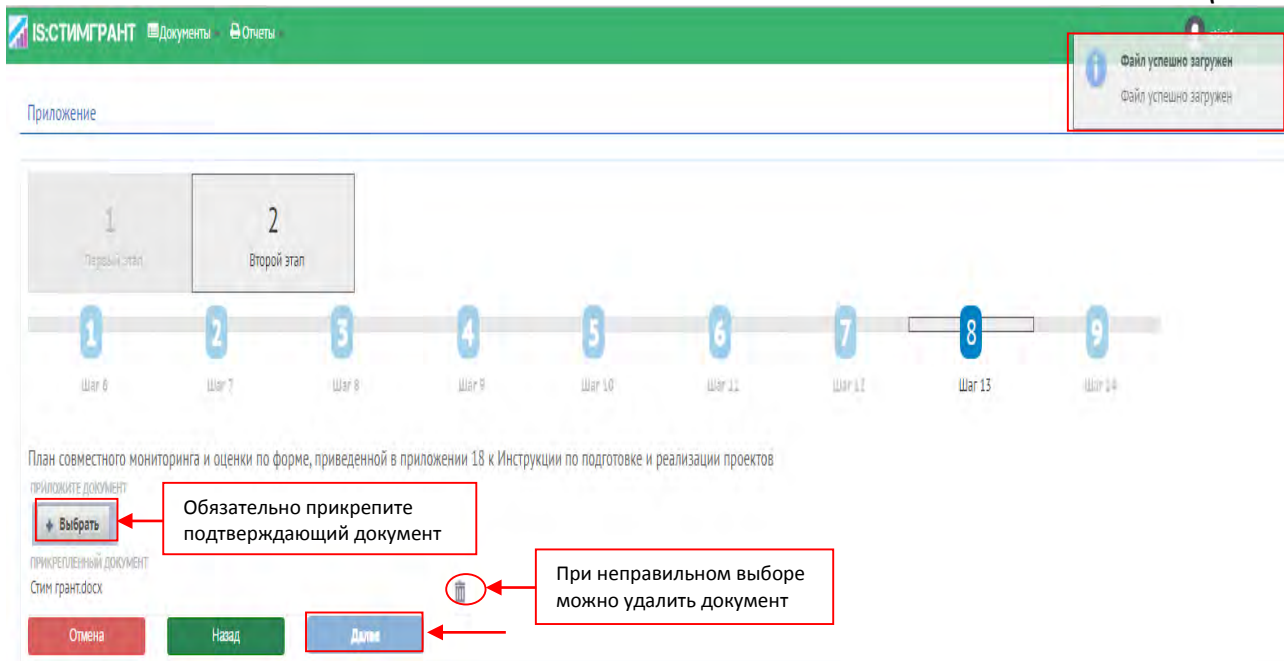 IS:СТИМГРАНТ Документы Отчеты
Файл успешно загружен
Файл успешно загружен
Приложение
1
Первый этап
2
Второй этап
1 2 3 4 5 6 7 8 9
Шаг 6 Шаг 7 Шаг 8 Шаг 9 Шаг 10 Шаг 11 Шаг 12 Шаг 13 Шаг 14
План совместного мониторинга и оценки по форме, приведенной в приложении 18 к Инструкции по подготовке и реализации проектов
ПРИЛОЖИТЕ ДОКУМЕНТ
+ Выбрать
Обязательно прикрепите
подтверждающий документ
ПРИКРЕПЛЕННЫЙ ДОКУМЕНТ
Стим грант.docx
При неправильном выборе
можно удалить документ
Отмена Назад Далее